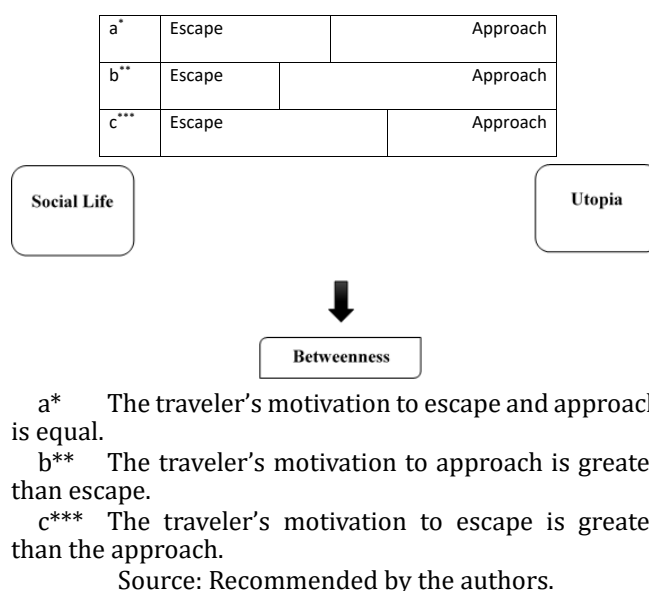 a* Escape Approach
b** Escape Approach
c*** Escape Approach
Social Life Utopia
Betweenness
a* The traveler’s motivation to escape and approach
is equal.
b** The traveler’s motivation to approach is greate
than escape.
c*** The traveler’s motivation to escape is greate
than the approach.
Source: Recommended by the authors.